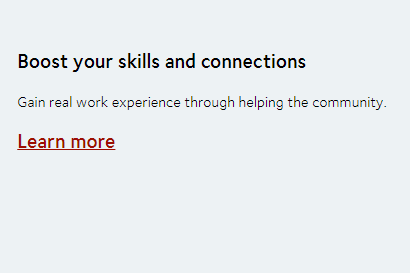 Boost your skills and connections
Gain real work experience through helping the community.
Learn more